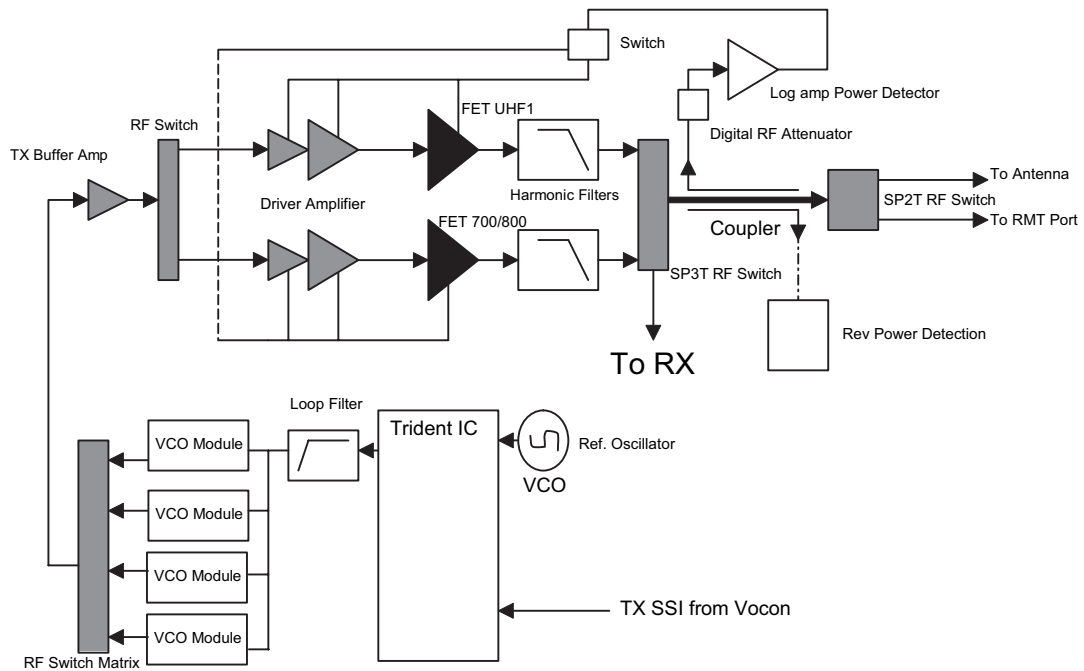 Switch
Log amp Power Detector
FET UHF1
RF Switch
Digital RF Attenuator
TX Buffer Amp
To Antenna
Harmonic Filters
SP2T RF Switch
Driver Amplifier
To RMT Port
FET 700/800
Coupler
SP3T RF Switch
Rev Power Detection
To RX
Loop Filter
Trident IC
VCO Module
Ref. Oscillator
VCO
VCO Module
VCO Module
TX SSI from Vocon
VCO Module
RF Switch Matrix